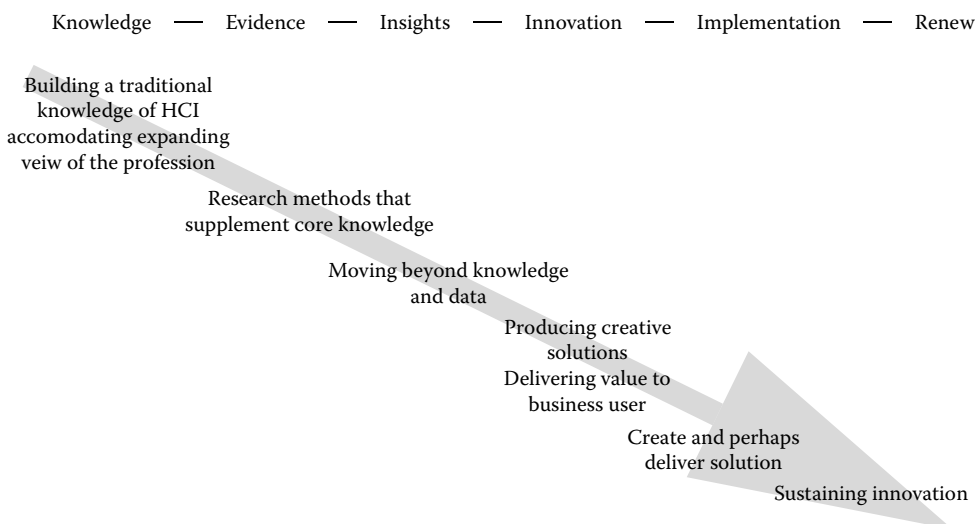 Knowledge — Evidence — Insights — Innovation — Implementation — Renew
Building a traditional
knowledge of HCI
accomodating expanding
veiw of the profession
Research methods that
supplement core knowledge
Moving beyond knowledge
and data
Producing creative
solutions
Delivering value to
business user
Create and perhaps
deliver solution
Sustaining innovation